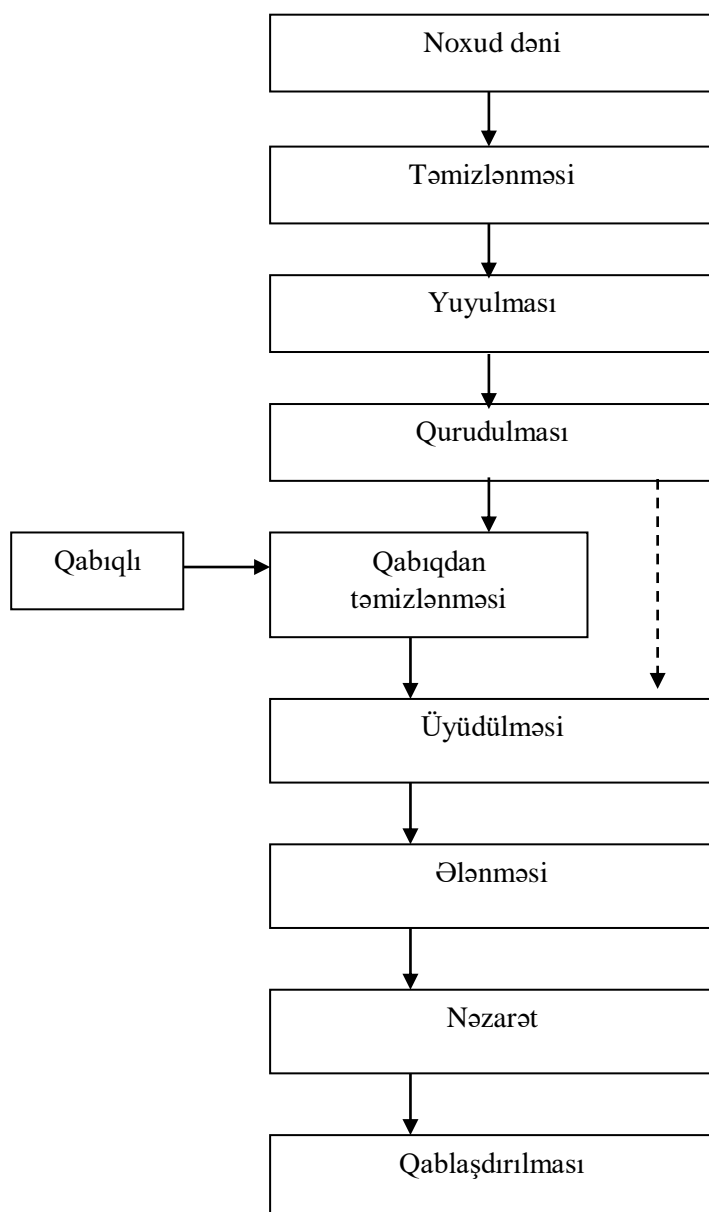 Noxud dəni
Təmizlənməsi
Yuyulması
Qurudulması
Qabıqlı
Qabıqdan
təmizlənməsi
Üyüdülməsi
Ələnməsi
Nəzarət
Qablaşdırılması